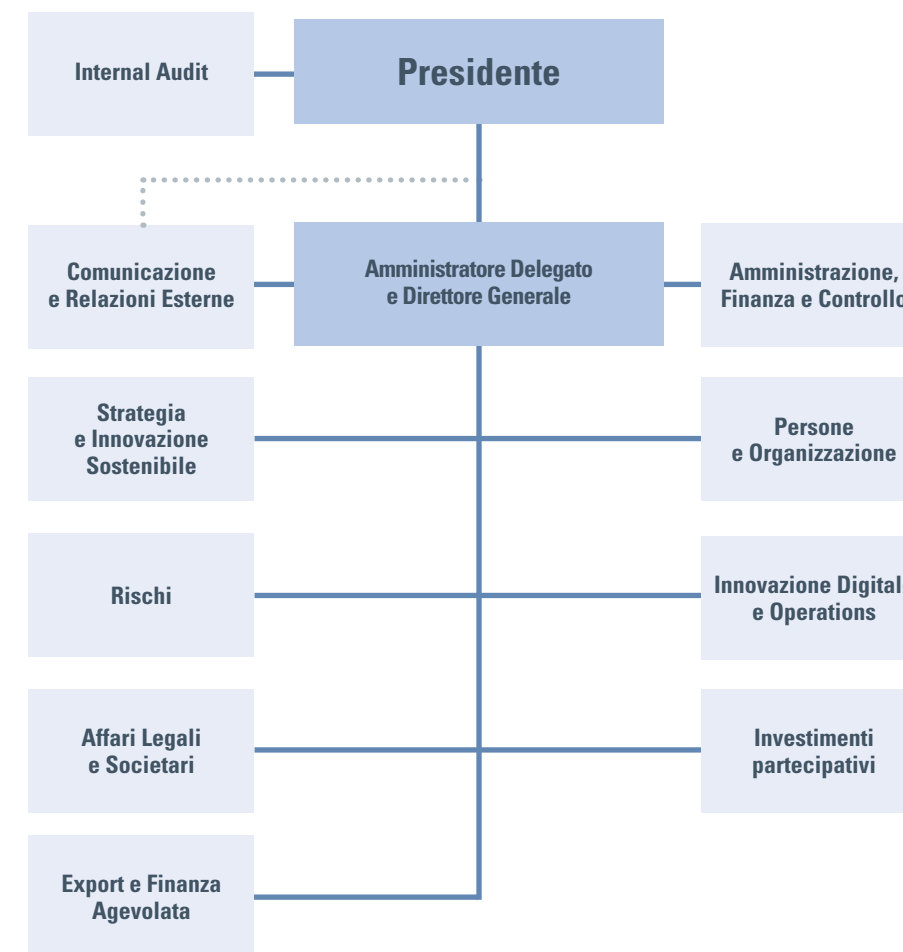 Internal Audit
Presidente
Comunicazione
e Relazioni Esterne
Amministratore Delegato
e Direttore Generale
Amministrazione,
Finanza e Controllo
Strategia
e Innovazione
Sostenibile
Persone
e Organizzazione
Rischi
Innovazione Digital
e Operations
Affari Legali
e Societari
Investimenti
partecipativi
Export e Finanza
Agevolata